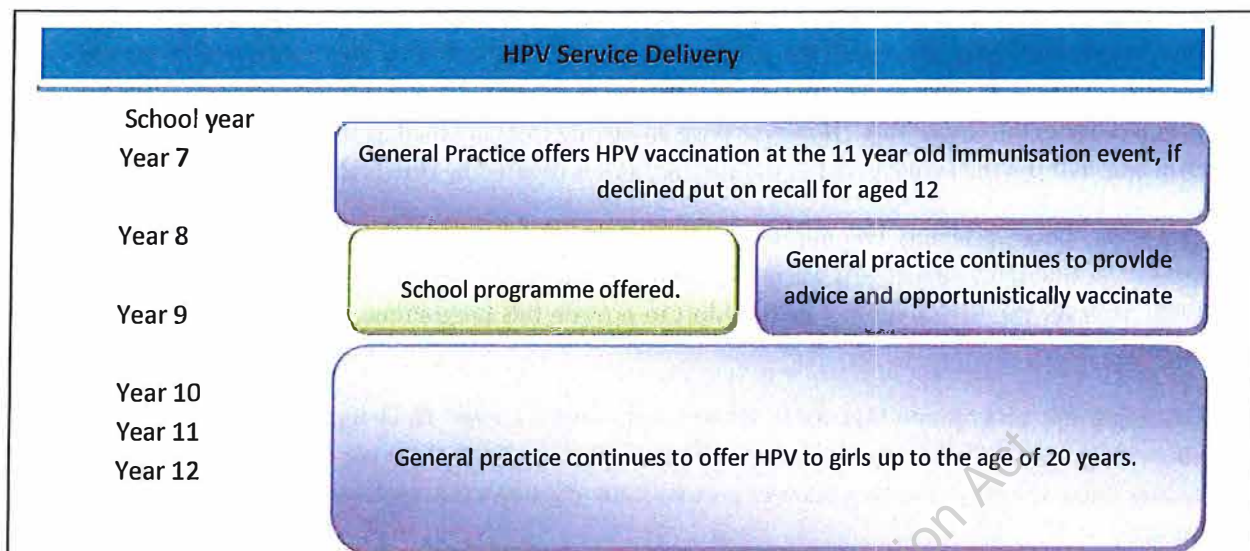 HPV Service Delivery
School year
Year 7
General Practice offers HPV vaccination at the 11 year old immunisation event, if
declined put on recall for aged 12
Year 8
Year 9
School programme offered.
General practice continues to provide
advice and opportunistically vaccinate
Year 10
Year 11
Year 12
General practice continues to offer HPV to girls up to the age of 20 years.
ion Act